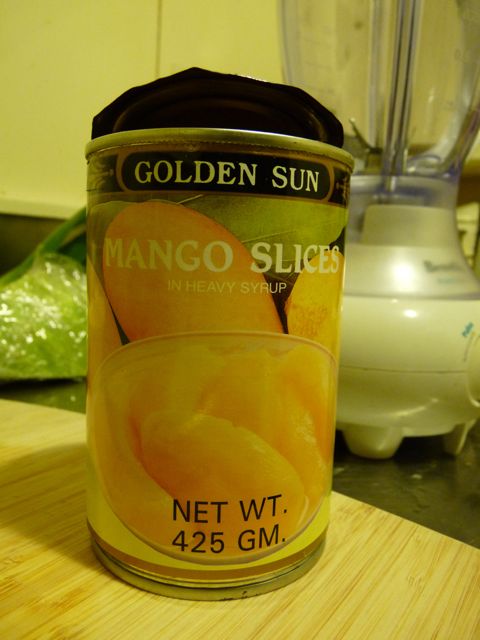 GOLDEN SUN
MANGO SLICES
IN HEAVY SYRUP
NET WT.
425 GM.